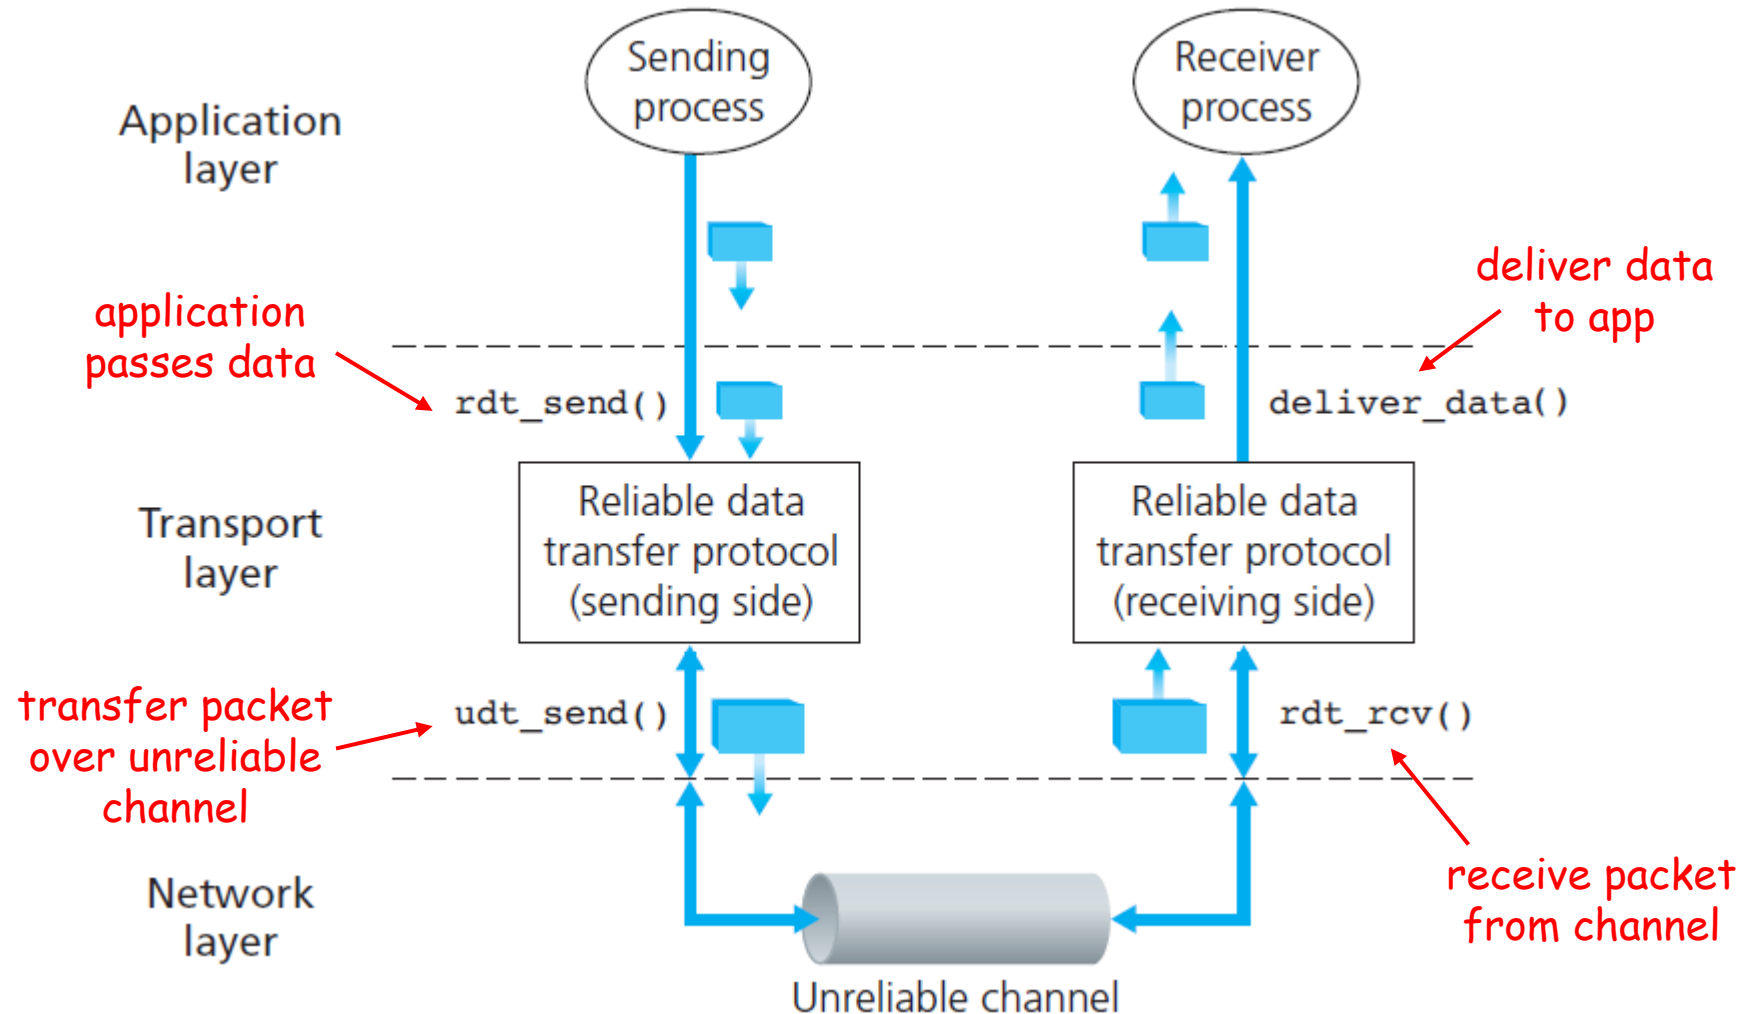 Sending
process
Receiver
process
Application
layer
application
passes data
deliver data
to app
rdt_send()
deliver_data()
Transport
layer
Reliable data
transfer protocol
(sending side)
Reliable data
transfer protocol
(receiving side)
transfer packet
over unreliable
channel
udt_send()
rdt_rcv()
Network
layer
receive packet
from channel
Unreliable channel